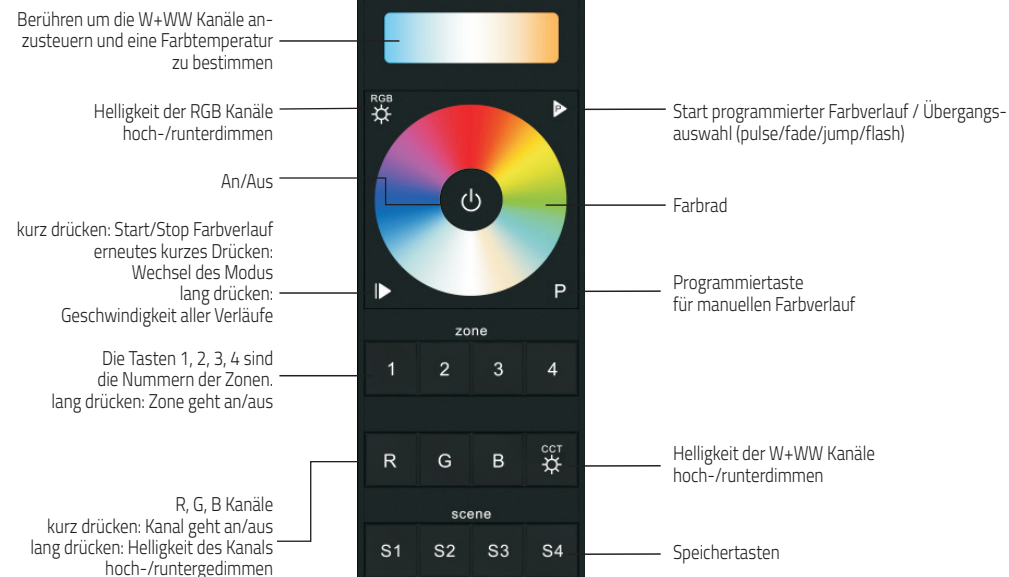 Berühren um die W+WW Kanäle an-
zusteuern und eine Farbtemperatur
zu bestimmen
RGB
Helligkeit der RGB Kanäle
hoch-/runterdimmen
P
Start programmierter Farbverlauf / Übergangs-
auswahl (pulse/fade/jump/flash)
An/Aus
Farbrad
kurz drücken: Start/Stop Farbverlauf
erneutes kurzes Drücken:
Wechsel des Modus
lang drücken:
Geschwindigkeit aller Verläufe
P
Programmiertaste
für manuellen Farbverlauf
zone
Die Tasten 1, 2, 3, 4 sind
die Nummern der Zonen.
lang drücken: Zone geht an/aus
1 2 3 4
R G B CCT
Helligkeit der W+WW Kanäle
hoch-/runterdimmen
R, G, B Kanäle
kurz drücken: Kanal geht an/aus
lang drücken: Helligkeit des Kanals
hoch-/runtergedimmen
scene
S1 S2 S3 S4
Speichertasten